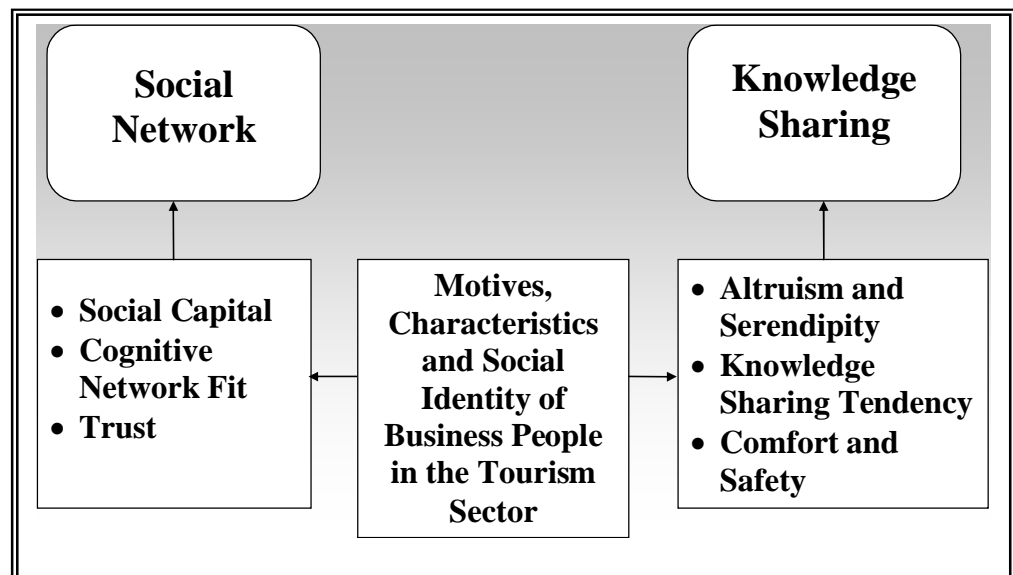 Social
Network
Knowledge
Sharing
• Social Capital
• Cognitive
Network Fit
• Trust
Motives,
Characteristics
and Social
Identity of
Business People
in the Tourism
Sector
• Altruism and
Serendipity
• Knowledge
Sharing Tendency
• Comfort and
Safety